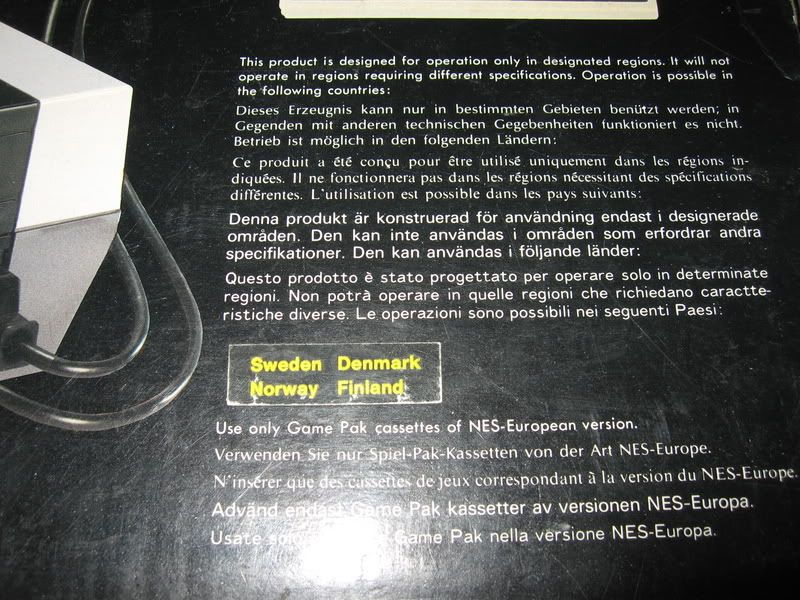 This product is designed for operation only in designated regions. It will not
operate in regions requiring different specifications. Operation is possible in
the following countries:
Dieses Erzeugnis kann nur in bestimmten Gebieten benützt werden; in
Gegenden mit anderen technischen Gegebenheiten funktioniert es nicht.
Betrieb ist möglich in den folgenden Ländern:
Ce produit a été conçu pour être utilisé uniquement dans les régions in-
diquées. Il ne fonctionnera pas dans les régions nécessitant des spécifications
différentes. L'utilisation est possible dans les pays suivants:
Denna produkt är konstruerad för användning endast i designerade
områden. Den kan inte användas i områden som erfordrar andra
specifikationer. Den kan användas i följande länder:
Questo prodotto è stato progettato per operare solo in determinate
regioni. Non potrà operare in quelle regioni che richiedano caratte-
ristiche diverse. Le operazioni sono possibili nei seguenti Paesi:
Sweden Denmark
Norway Finland
Use only Game Pak cassettes of NES-European version.
Verwenden Sie nur Spiel-Pak-Kassetten von der Art NES-Europe.
N'insérer que des cassettes de jeux correspondant à la version du NES-Europe.
Advänd endast Game Pak kassetter av versionen NES-Europa.
Usate solo Game Pak nella versione NES-Europa.